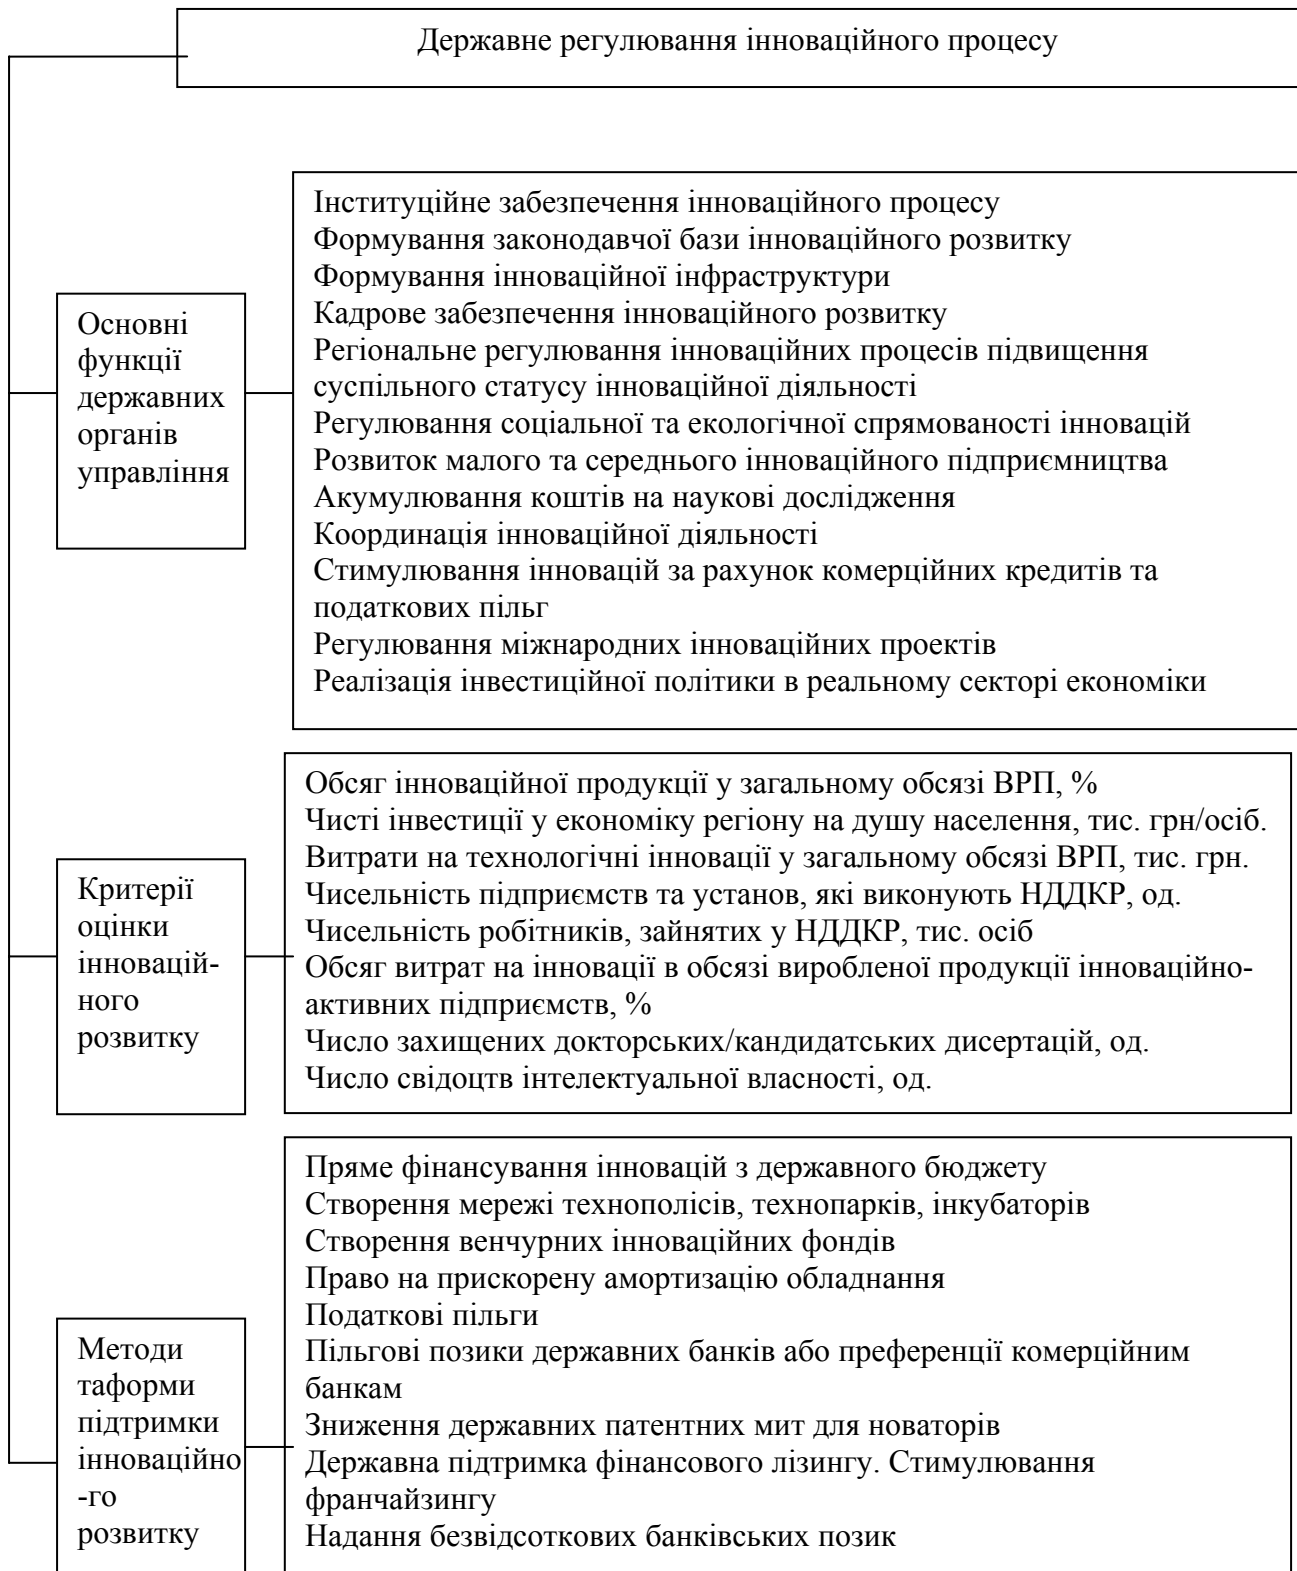 Державне регулювання інноваційного процесу
Основні
функції
державних
органів
управління
Інституційне забезпечення інноваційного процесу
Формування законодавчої бази інноваційного розвитку
Формування інноваційної інфраструктури
Кадрове забезпечення інноваційного розвитку
Регіональне регулювання інноваційних процесів підвищення
суспільного статусу інноваційної діяльності
Регулювання соціальної та екологічної спрямованості інновацій
Розвиток малого та середнього інноваційного підприємництва
Акумулювання коштів на наукові дослідження
Координація інноваційної діяльності
Стимулювання інновацій за рахунок комерційних кредитів та
податкових пільг
Регулювання міжнародних інноваційних проектів
Реалізація інвестиційної політики в реальному секторі економіки
Критерії
оцінки
інновацій-
ного
розвитку
Обсяг інноваційної продукції у загальному обсязі ВРП, %
Чисті інвестиції у економіку регіону на душу населення, тис. грн/осіб.
Витрати на технологічні інновації у загальному обсязі ВРП, тис. грн.
Чисельність підприємств та установ, які виконують НДДКР, од.
Чисельність робітників, зайнятих у НДДКР, тис. осіб
Обсяг витрат на інновації в обсязі виробленої продукції інноваційно-
активних підприємств, %
Число захищених докторських/кандидатських дисертацій, од.
Число свідоцтв інтелектуальної власності, од.
Методи
таформи
підтримки
інноваційно
-го
розвитку
Пряме фінансування інновацій з державного бюджету
Створення мережі технополісів, технопарків, інкубаторів
Створення венчурних інноваційних фондів
Право на прискорену амортизацію обладнання
Податкові пільги
Пільгові позики державних банків або преференції комерційним
банкам
Зниження державних патентних мит для новаторів
Державна підтримка фінансового лізингу. Стимулювання
франчайзингу
Надання безвідсоткових банківських позик